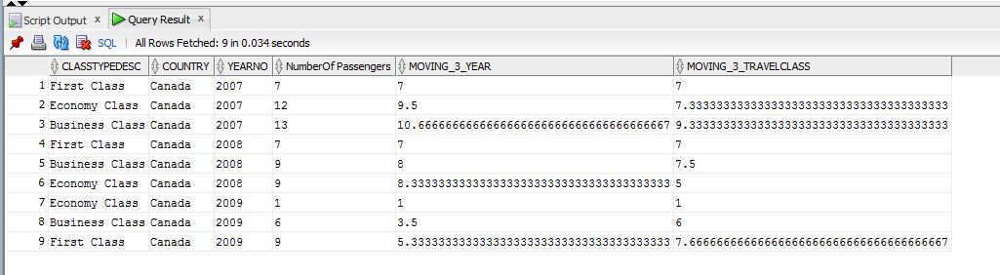 Script Output x Query Result x
SQL | All Rows Fetched: 9 in 0.034 seconds
CLASSTYPEDESC COUNTRY YEARNO NumberOf Passengers MOVING_3_YEAR MOVING_3_TRAVELCLASS
1 First Class Canada 2007 7 7 7
2 Economy Class Canada 2007 12 9.5 7.33333333333333333333333333333333333333
3 Business Class Canada 2007 13 10.6666666666666666666666666666666666667 9.33333333333333333333333333333333333333
4 First Class Canada 2008 7 7 7
5 Business Class Canada 2008 9 8 7.5
6 Economy Class Canada 2008 9 8.33333333333333333333333333333333333333 5
7 Economy Class Canada 2009 1 1 1
8 Business Class Canada 2009 6 3.5 6
9 First Class Canada 2009 9 5.33333333333333333333333333333333333333 7.66666666666666666666666666666666666667